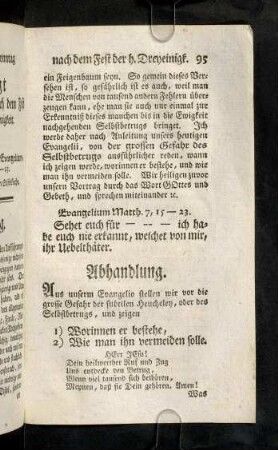 nach dem Fest der h. Dreyeinigk. 95
ein Feigenbaum seyn. So gemein dieses Ver-
sehen ist, so gefährlich ist es auch, weil man
die Menschen von tausend andern Fehlern über-
zeugen kann, ehe man sie auch nur einmal zur
Erkenntniß dieses manchen bis in die Ewigkeit
nachgehenden Selbstbetrugs bringet. Ich
werde daher nach Anleitung unsers heutigen
Evangelii, von der grossen Gefahr des
Selbstbetrugs ausführlicher reden, wann
ich zeigen werde, worinnen er bestehe, und wie
man ihn vermeiden solle. Wir heiligen zuvor
unsern Vortrag durch das Wort GOttes und
Gebeth, und sprechen miteinander ꝛc.
Evangelium Matth. 7, 15 — 23.
Sehet euch für — — — ich ha-
be euch nie erkannt, weichet von mir,
ihr Uebelthäter.
Abhandlung.
Aus unserm Evangelio stellen wir vor die
grosse Gefahr der subtilen Heucheley, oder des
Selbstbetrugs, und zeigen
1) Worinnen er bestehe,
2) Wie man ihn vermeiden solle.
HErr JEsu!
Dein heilwerther Ruf und Zug
Uns entdecke von Betrug,
Wenn viel tausend sich bethören,
Meynen, daß sie Dein gehören. Amen!
Was